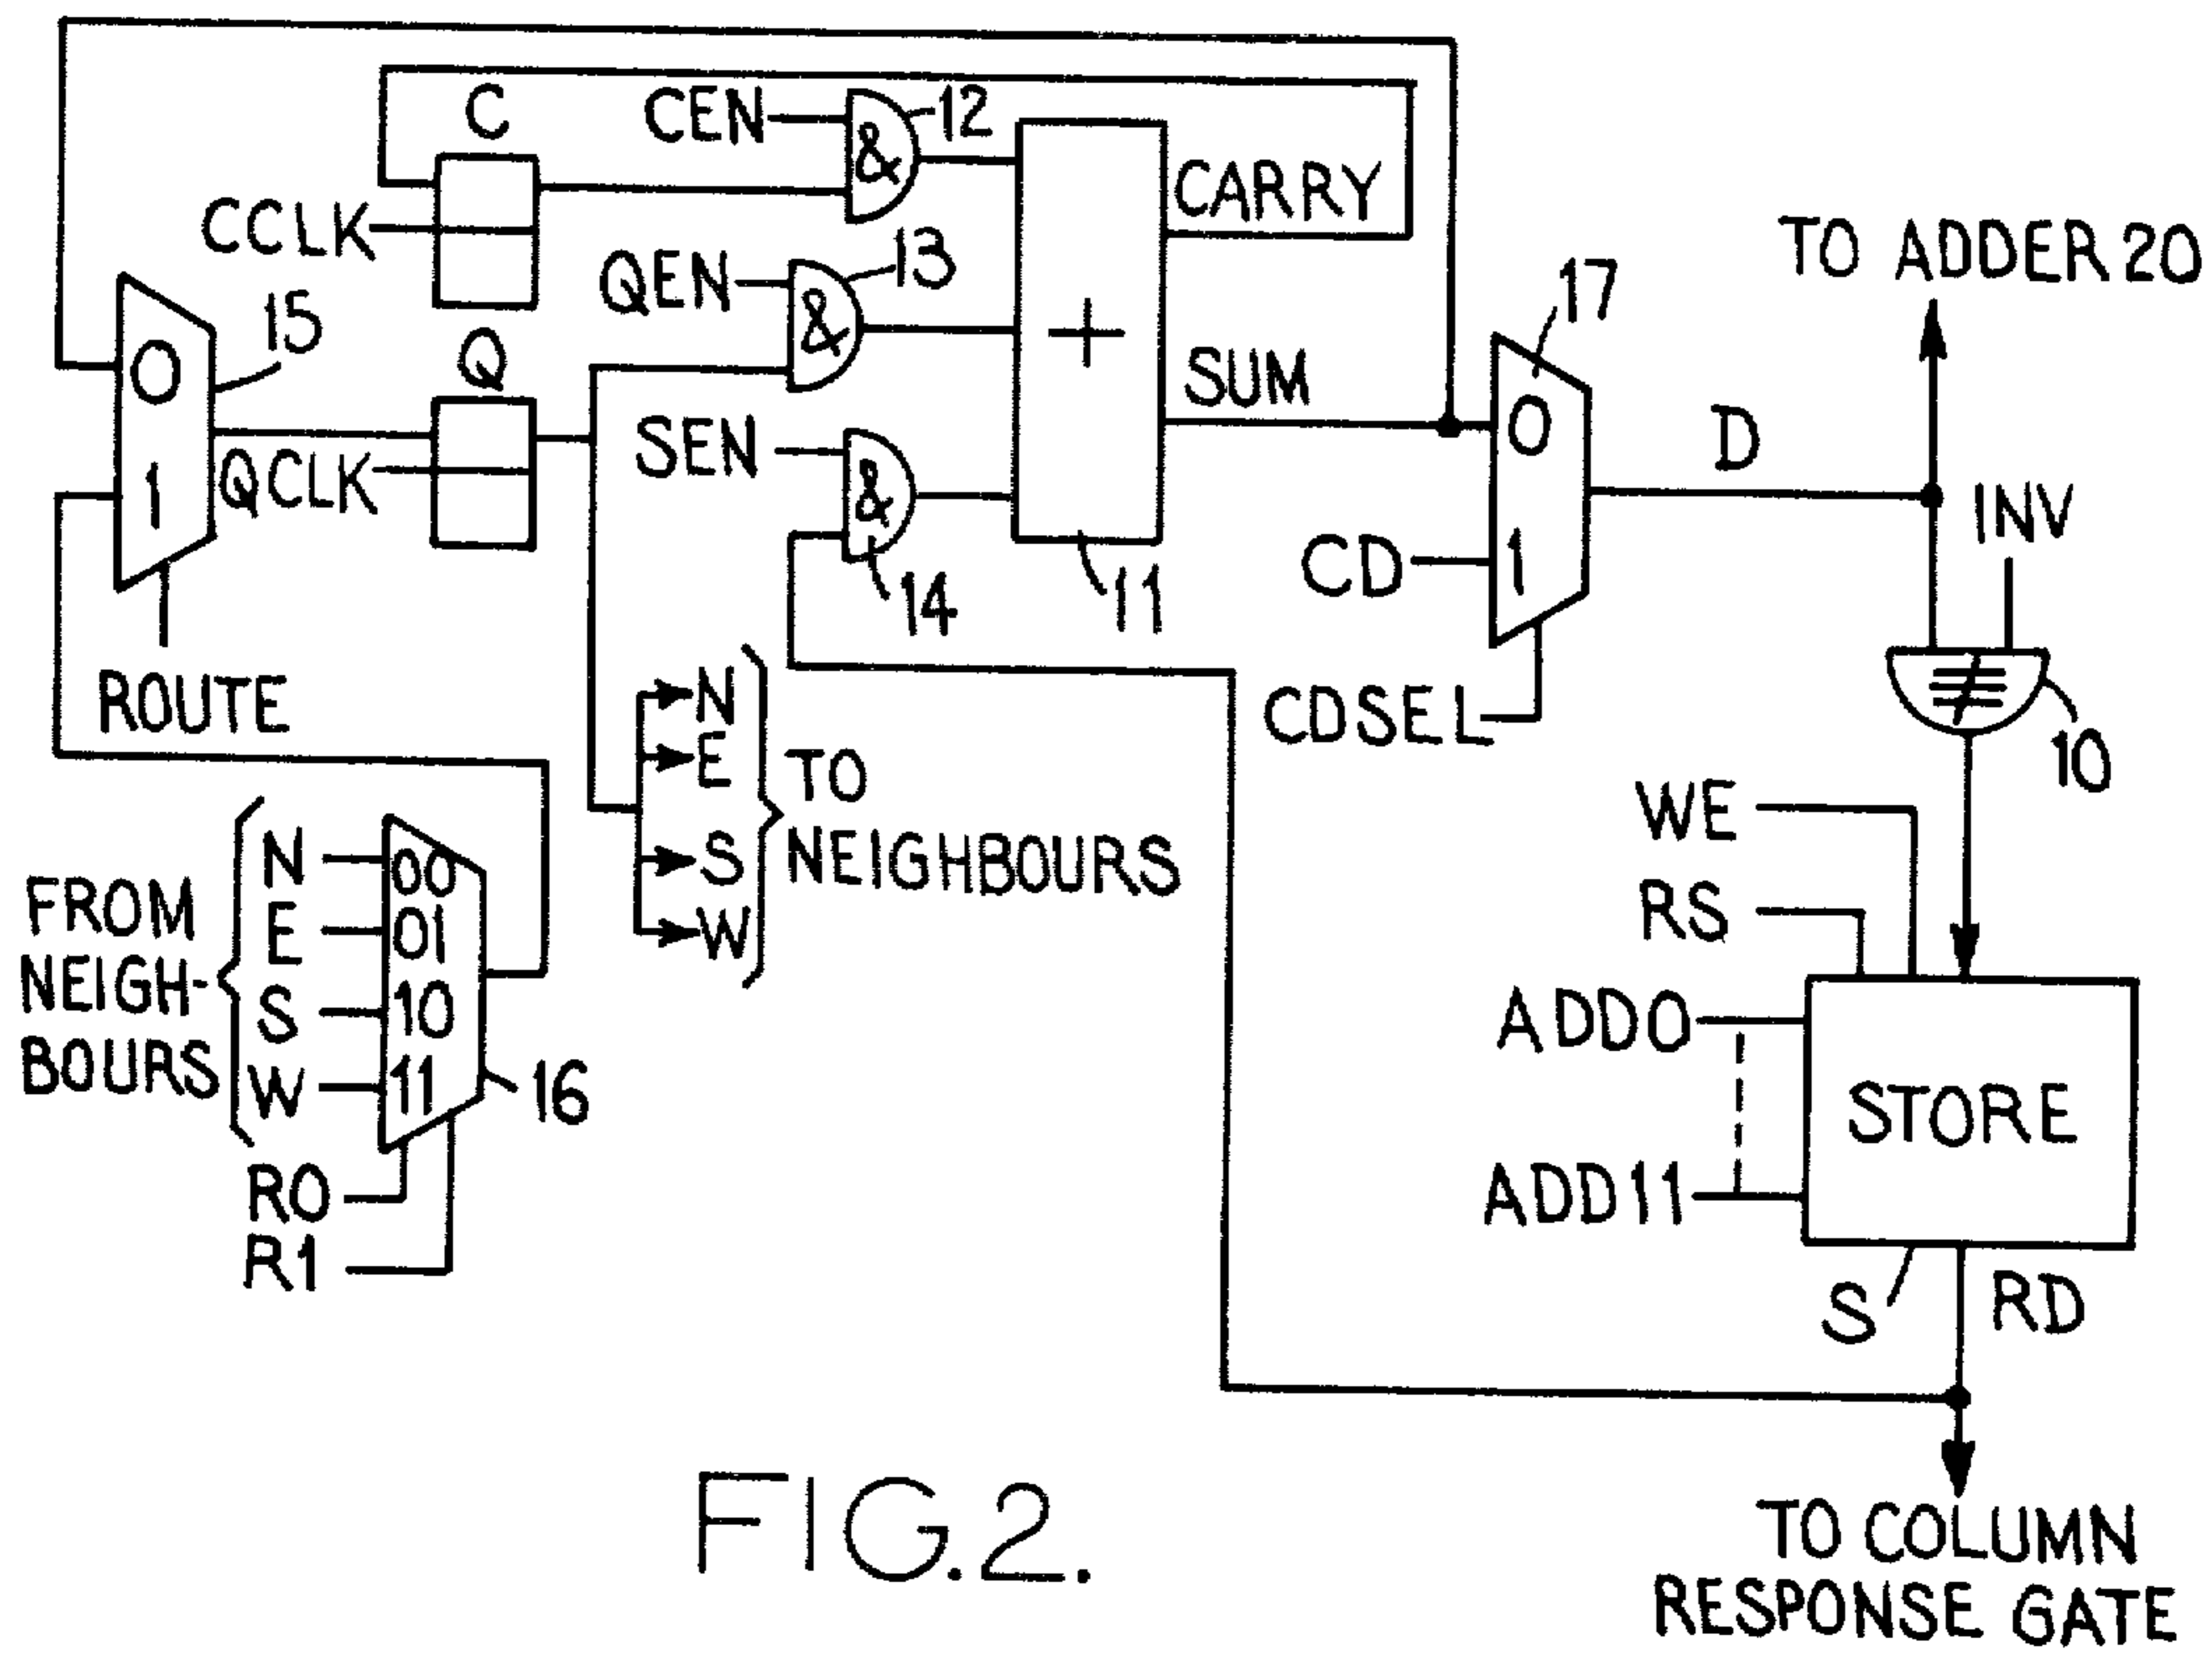 C
CEN
&
12
CCLK
CARRY
QEN
&
13
TO ADDER 20
15
0
Q
+
17
SUM
SEN
&
0
D
1
QCLK
INV
CD
1
14
11
ROUTE
CDSEL
10
N
E
S
W
TO
NEIGHBOURS
WE
RS
FROM
NEIGH-
BOURS
N
E
S
W
00
01
10
11
16
R0
R1
ADD0
STORE
ADD11
S
RD
TO COLUMN
RESPONSE GATE
FIG.2.